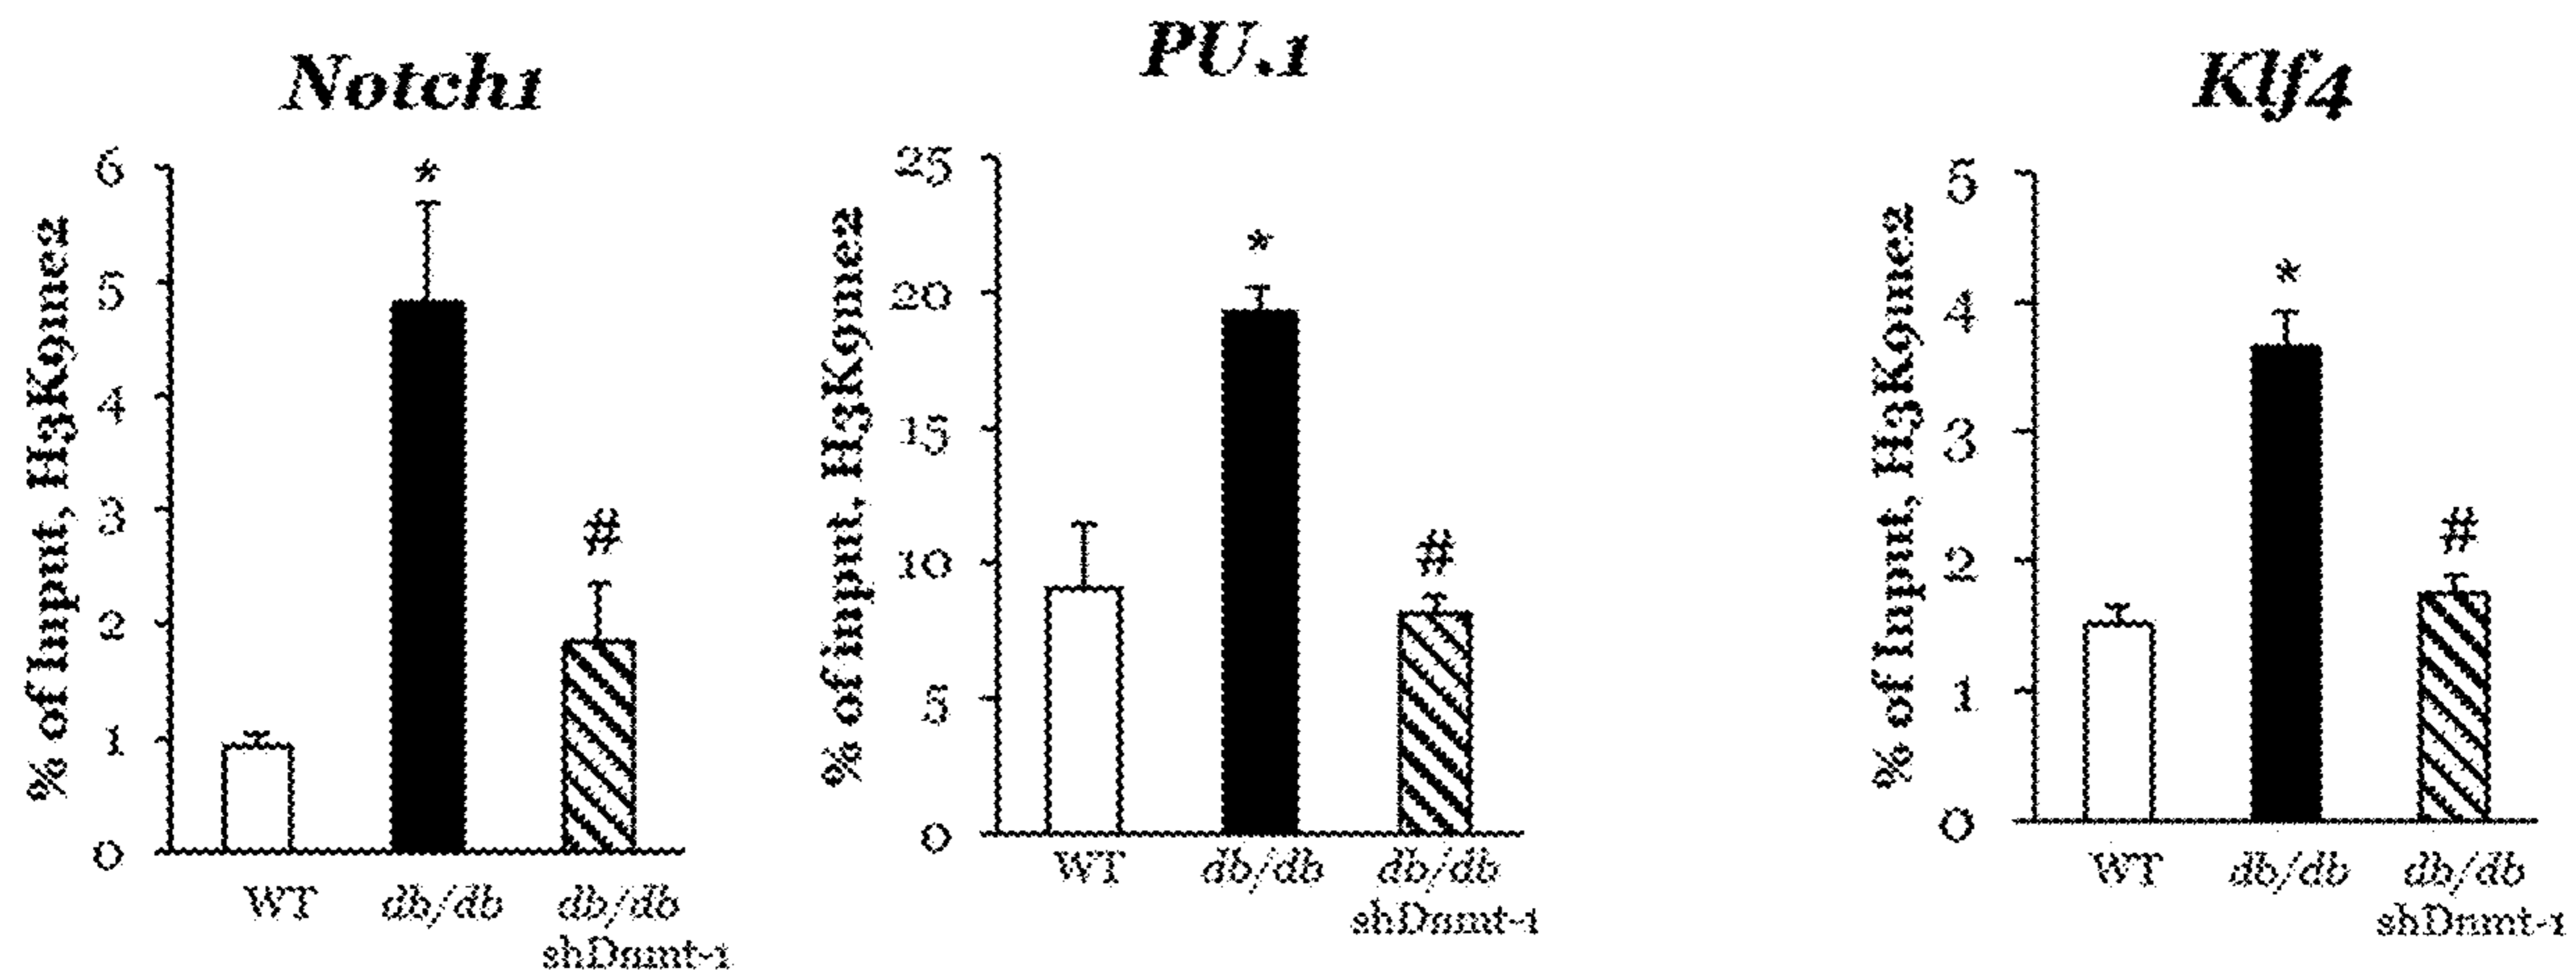 Notch1
% of Input, H3K9me2
6
5
4
3
2
1
0
*
#
WT
db/db
db/db
shDnmt-1
PU.1
% of input, H3K9me2
25
20
15
10
5
0
*
#
WT
db/db
db/db
shDnmt-1
Klf4
% of Input, H3K9me2
5
4
3
2
1
0
*
#
WT
db/db
db/db
shDnmt-1